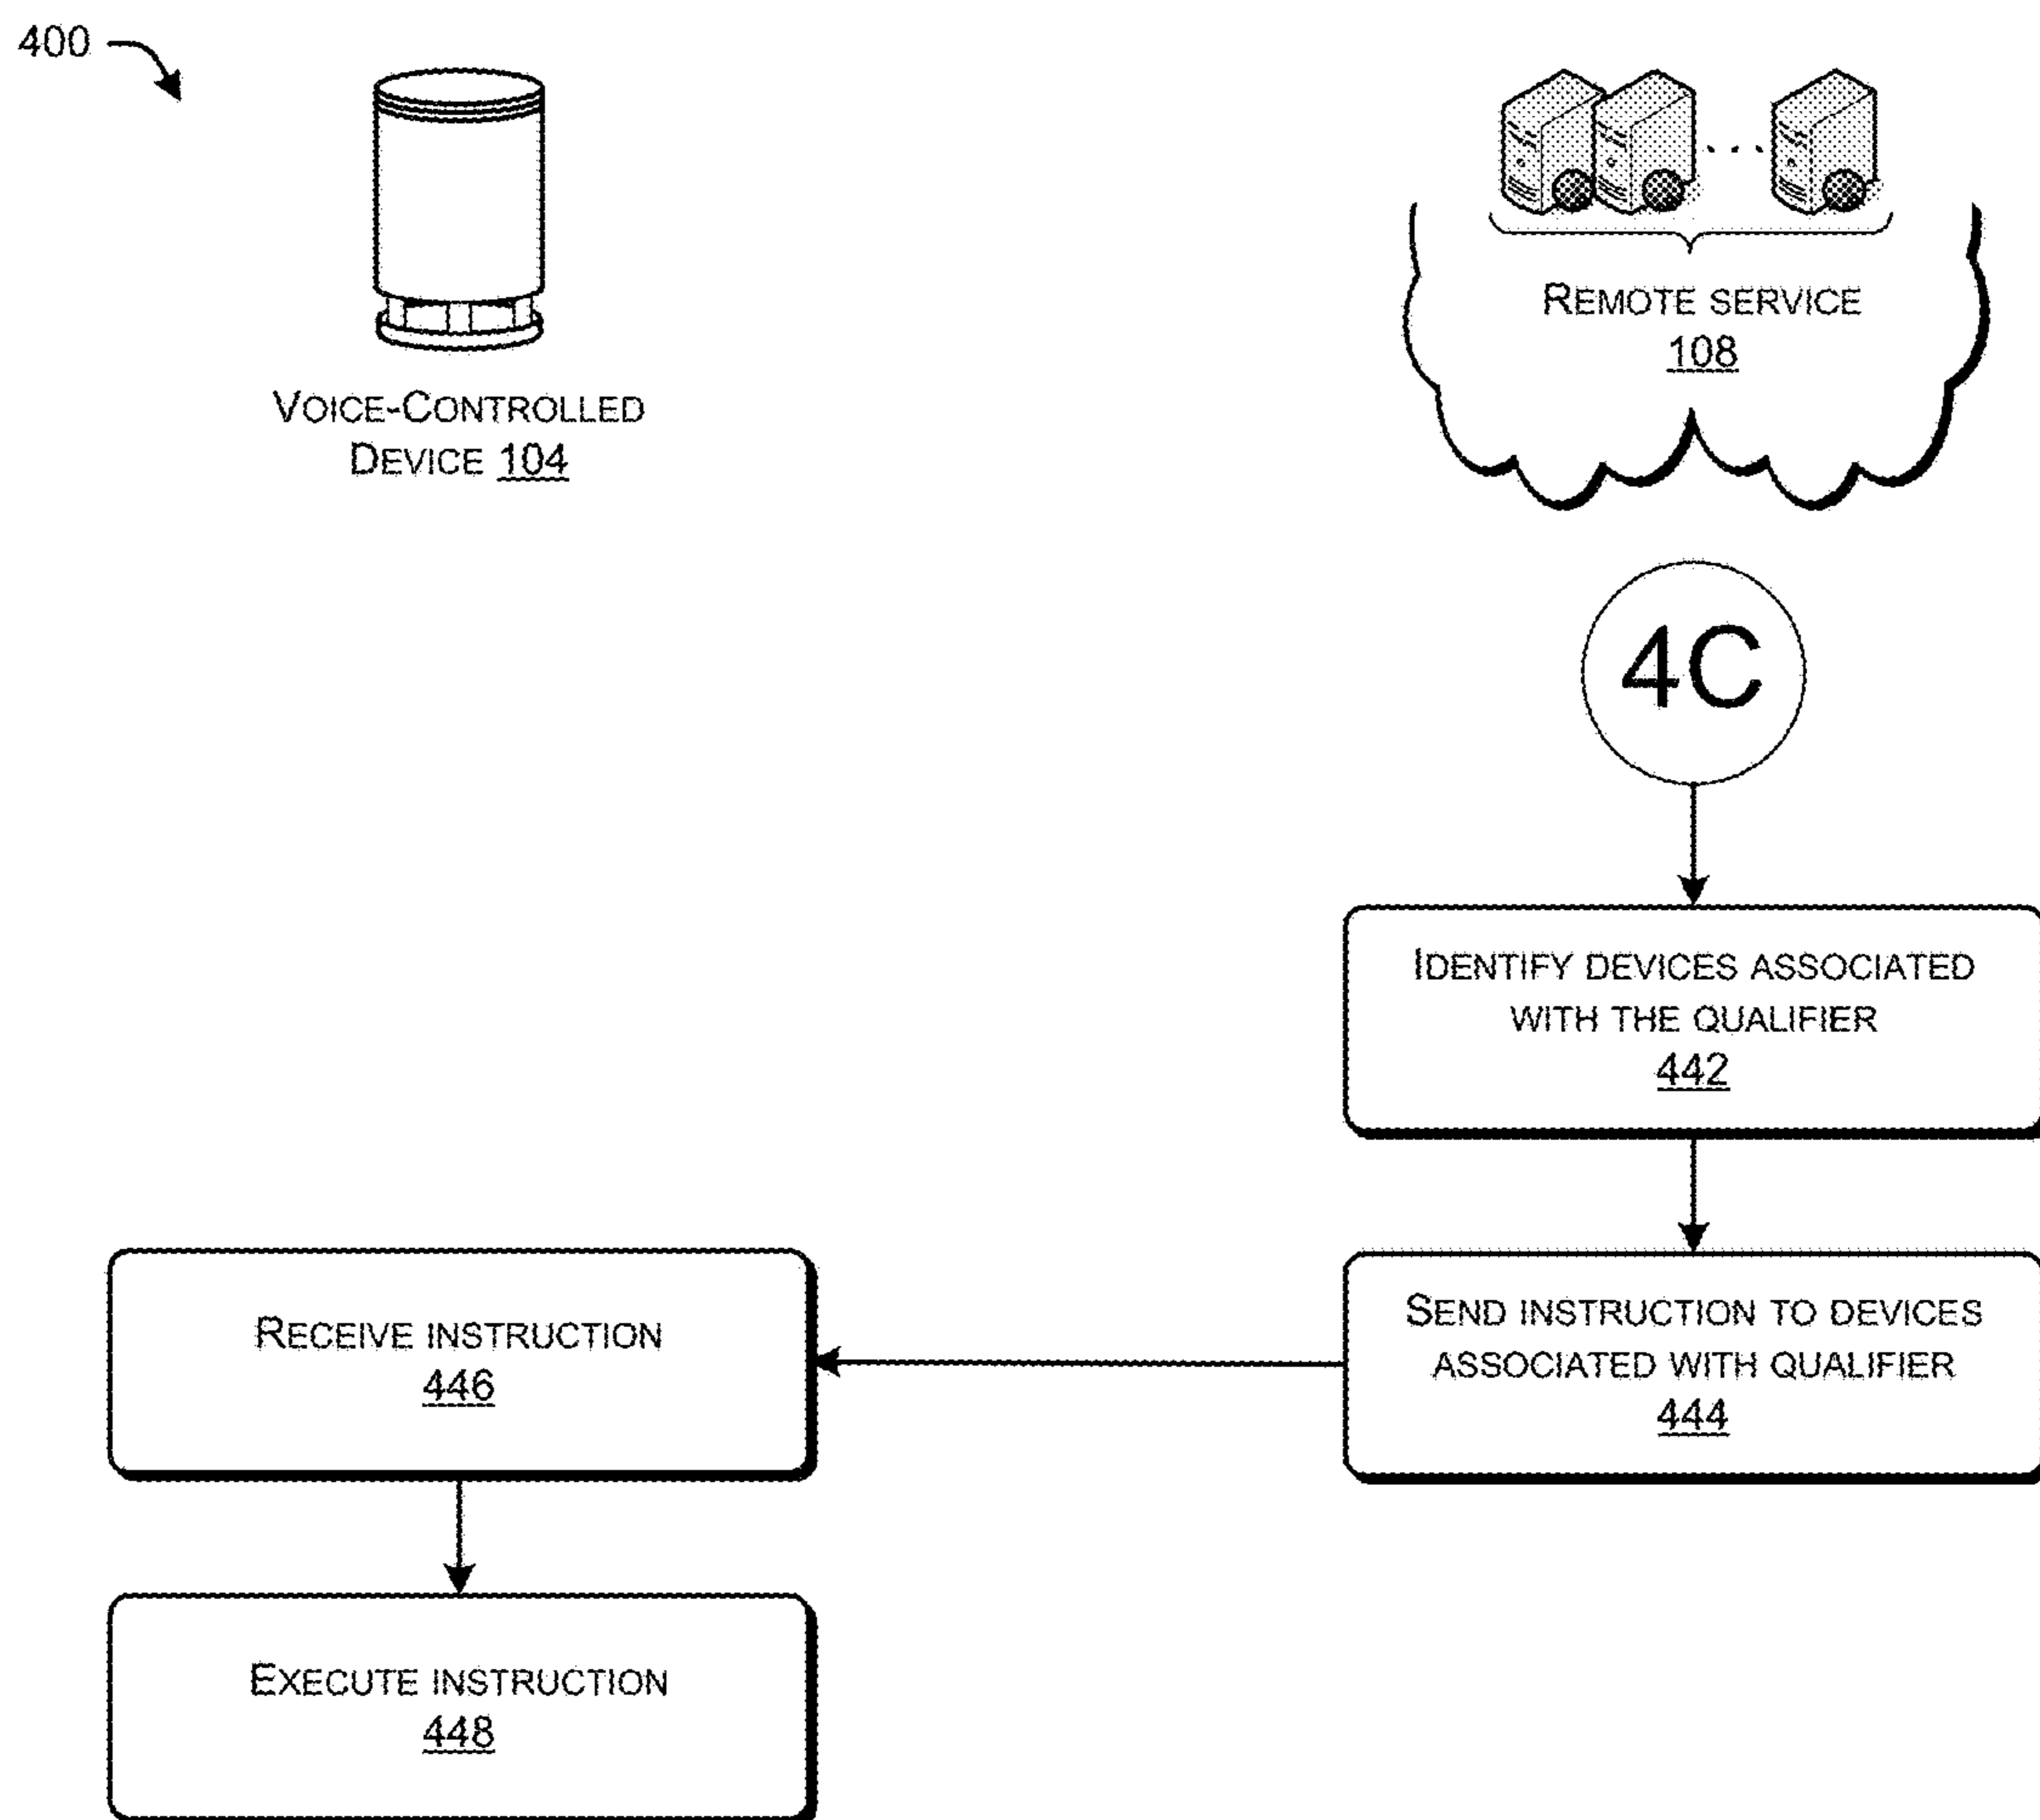 400
VOICE-CONTROLLED
DEVICE 104
REMOTE SERVICE
108
4C
IDENTIFY DEVICES ASSOCIATED
WITH THE QUALIFIER
442
SEND INSTRUCTION TO DEVICES
ASSOCIATED WITH QUALIFIER
444
RECEIVE INSTRUCTION
446
EXECUTE INSTRUCTION
448